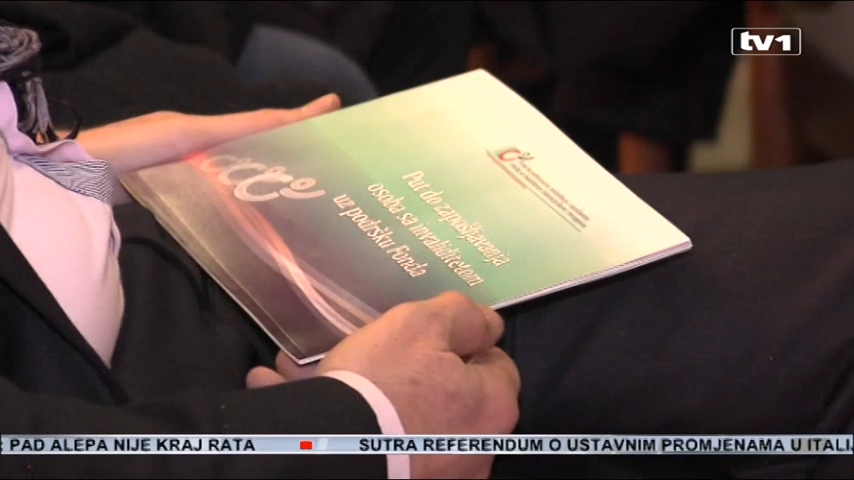 tv1
Put do zapošljavanja
osoba sa invaliditetom
uz podršku Fonda
PAD ALEPA NIJE KRAJ RATA SUTRA REFERENDUM O USTAVNIM PROMJENAMA U ITALIJ